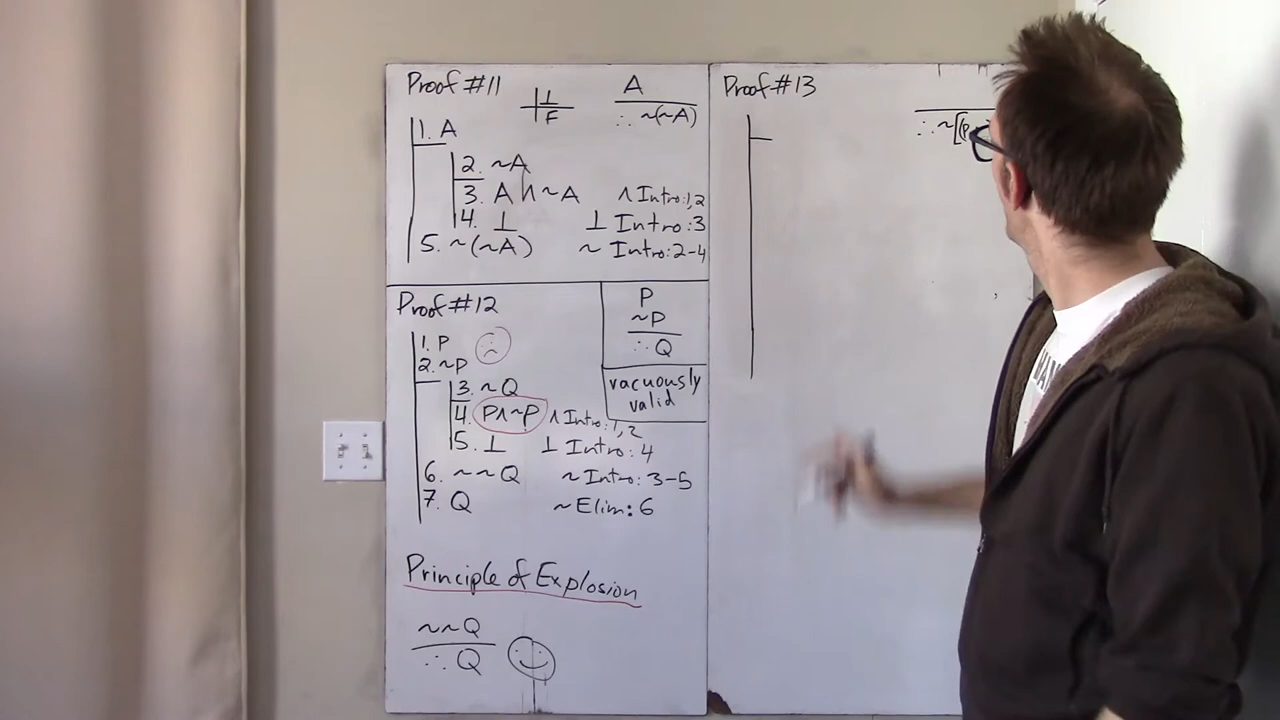 Proof #11
⊥
F
A
∴ ~(~A)
1. A
2. ~A
3. A ∧ ~A ∧ Intro: 1,2
4. ⊥ ⊥ Intro: 3
5. ~(~A) ~ Intro: 2-4
Proof #12
P
~P
∴ Q
vacuously
valid
1. P
2. ~P
3. ~Q
4. P∧~P ∧ Intro: 1,2
5. ⊥ ⊥ Intro: 4
6. ~~Q ~ Intro: 3-5
7. Q ~ Elim: 6
Principle of Explosion
~~Q
∴ Q
Proof #13
∴ ~[(P